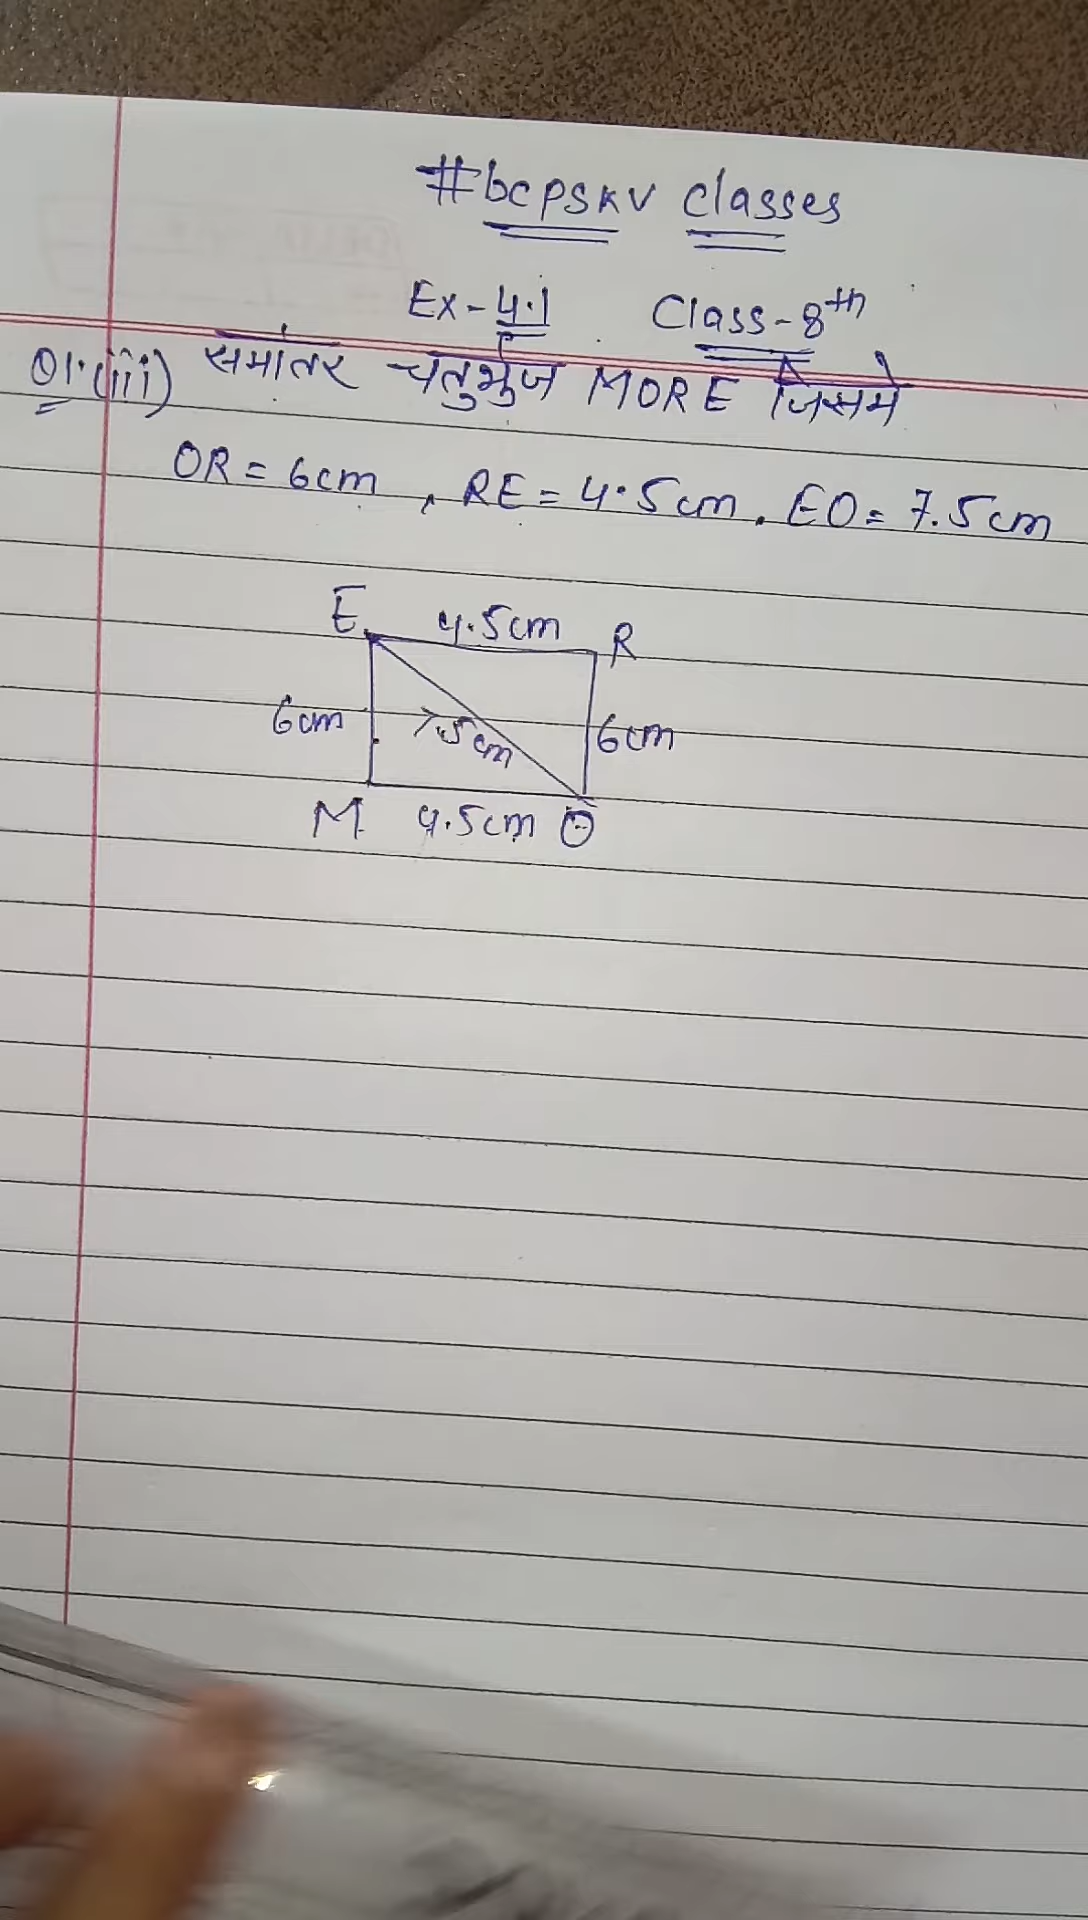 #bcpskv classes
Ex-4.1 Class-8th
Q1.(iii) समांतर चतुर्भुज MORE जिसमें
OR = 6cm, RE = 4.5cm. EO = 7.5cm
E 4.5cm R
6cm 7.5cm 6cm
M 4.5cm O